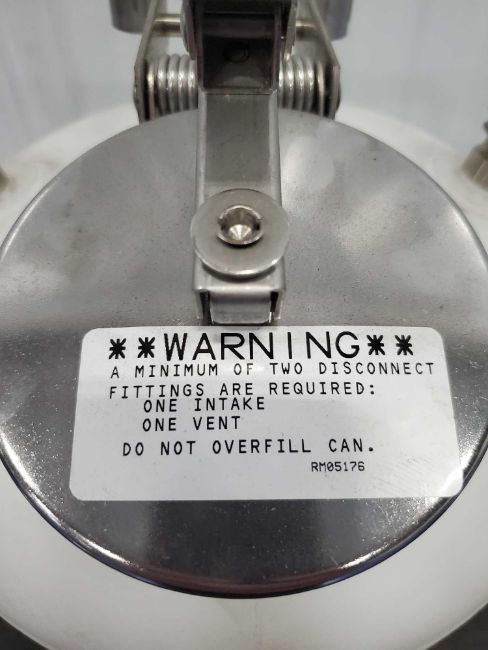 **WARNING**
A MINIMUM OF TWO DISCONNECT
FITTINGS ARE REQUIRED:
ONE INTAKE
ONE VENT
DO NOT OVERFILL CAN.
RM05176